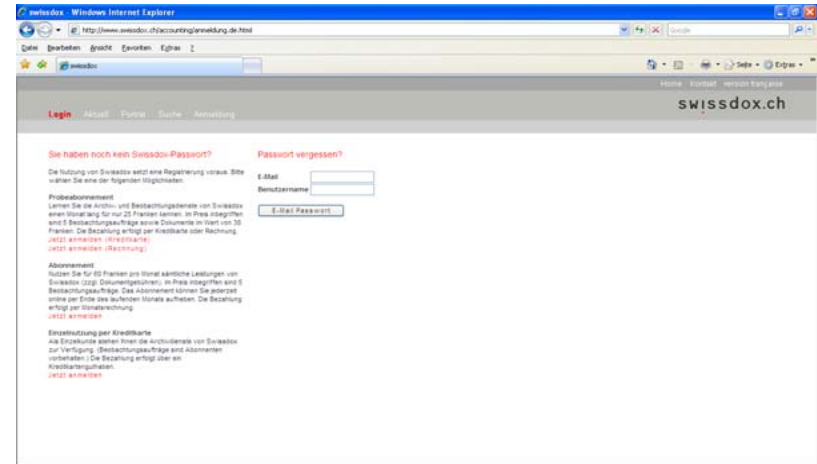 swissdox - Windows Internet Explorer
http://www.swissdox.ch/accounting/anmeldung.de.html
Google
Datei Bearbeiten Ansicht Favoriten Extras ?
swissdox
Seite Extras
Home Kontakt version française
swissdox.ch
Login Aktuell Porträt Suche Anmeldung
Sie haben noch kein Swissdox-Passwort?
Die Nutzung von Swissdox setzt eine Registrierung voraus. Bitte
wählen Sie eine der folgenden Möglichkeiten.
Probeabonnement
Lernen Sie die Archiv- und Beobachtungsdienste von Swissdox
einen Monat lang für nur 25 Franken kennen. Im Preis inbegriffen
sind 5 Beobachtungsaufträge sowie Dokumente im Wert von 30
Franken. Die Bezahlung erfolgt per Kreditkarte oder Rechnung.
Jetzt anmelden (Kreditkarte)
Jetzt anmelden (Rechnung)
Abonnement
Nutzen Sie für 60 Franken pro Monat sämtliche Leistungen von
Swissdox (zzgl. Dokumentgebühren). Im Preis inbegriffen sind 5
Beobachtungsaufträge. Das Abonnement können Sie jederzeit
online per Ende des laufenden Monats aufheben. Die Bezahlung
erfolgt per Monatsrechnung.
Jetzt anmelden
Einzelnutzung per Kreditkarte
Als Einzelkunde stehen Ihnen die Archivdienste von Swissdox
zur Verfügung. (Beobachtungsaufträge sind Abonnenten
vorbehalten.) Die Bezahlung erfolgt über ein
Kreditkartenguthaben.
Jetzt anmelden
Passwort vergessen?
E-Mail
Benutzername
E-Mail Passwort